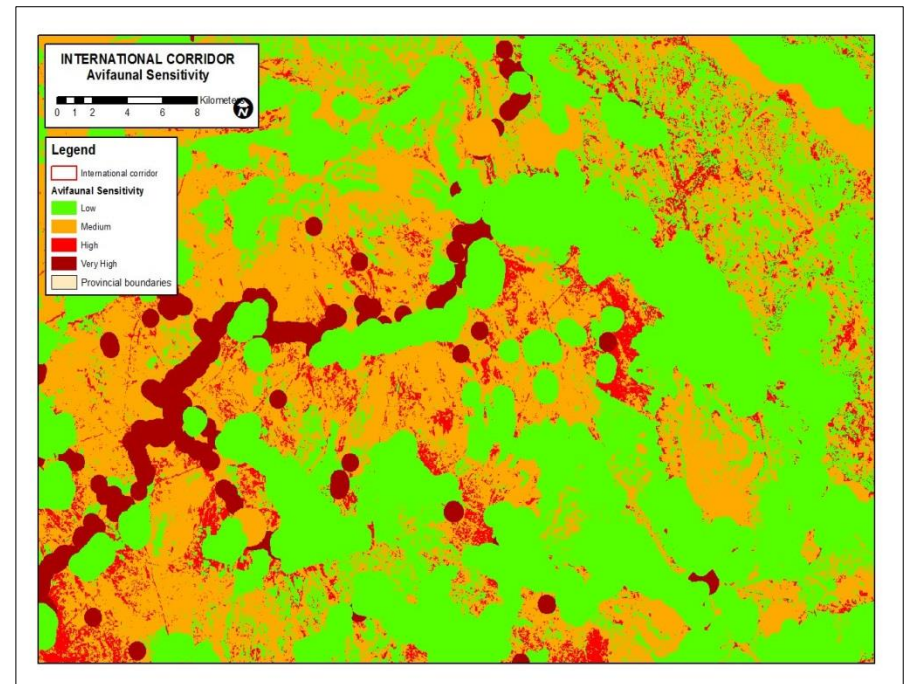 INTERNATIONAL CORRIDOR
Avifaunal Sensitivity
Kilometers
0 1 2 4 6 8
N
Legend
International corridor
Avifaunal Sensitivity
Low
Medium
High
Very High
Provincial boundaries